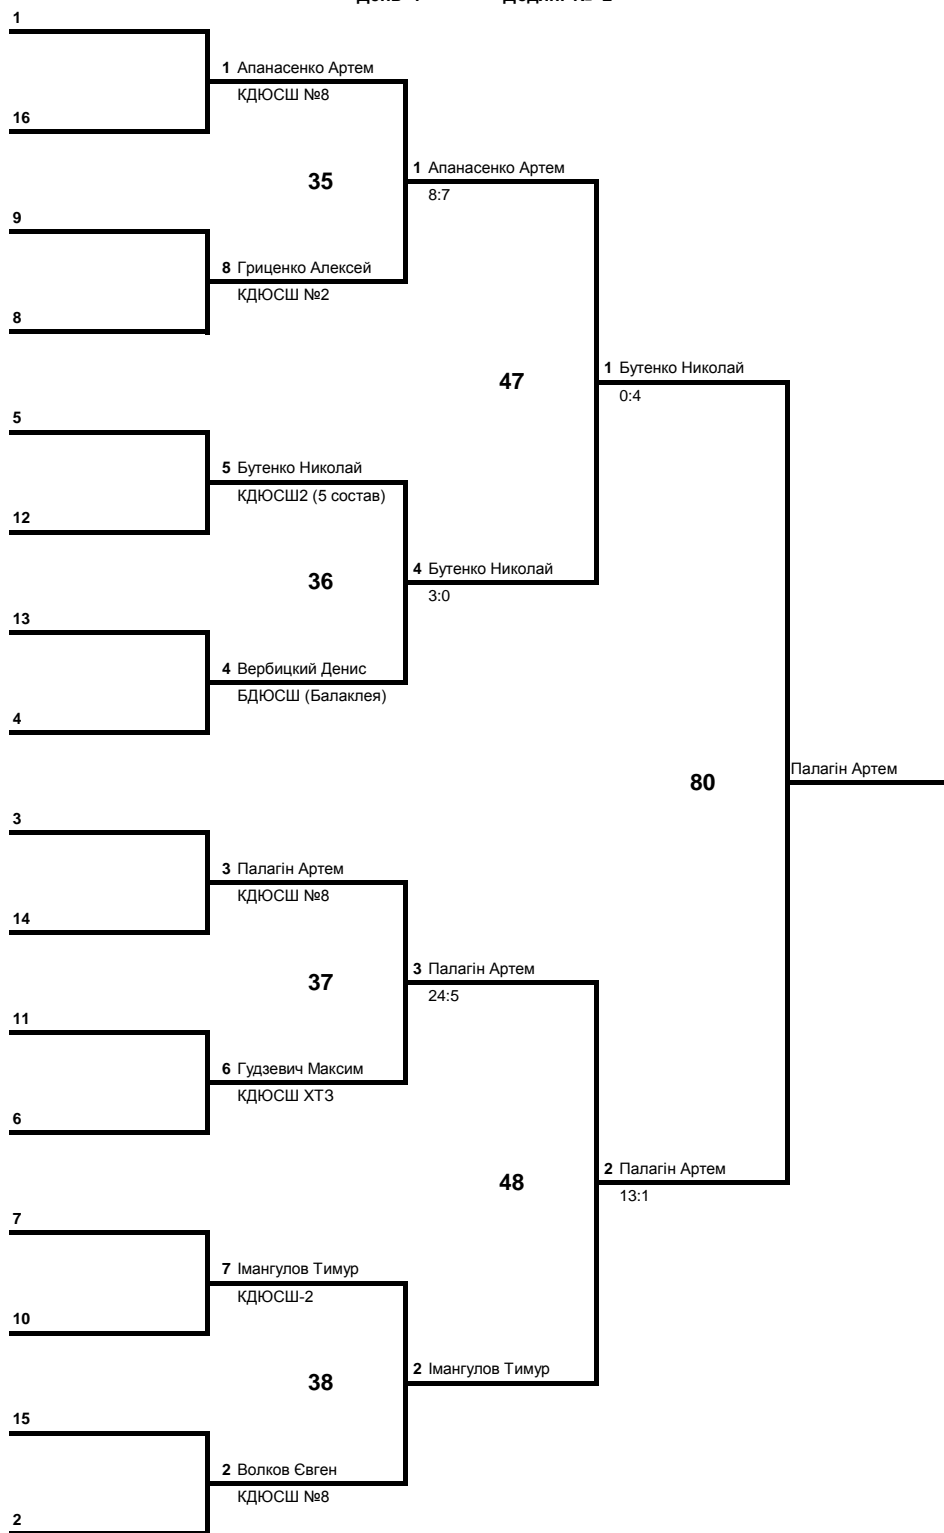 1
1 Апанасенко Артем
КДЮСШ №8
16
35
1 Апанасенко Артем
8:7
9
8 Гриценко Алексей
КДЮСШ №2
8
47
1 Бутенко Николай
0:4
5
5 Бутенко Николай
КДЮСШ2 (5 состав)
12
36
4 Бутенко Николай
3:0
13
4 Вербицкий Денис
БДЮСШ (Балаклея)
4
80
Палагін Артем
3
3 Палагін Артем
КДЮСШ №8
14
37
3 Палагін Артем
24:5
11
6 Гудзевич Максим
КДЮСШ ХТЗ
6
48
2 Палагін Артем
13:1
7
7 Імангулов Тимур
КДЮСШ-2
10
38
2 Імангулов Тимур
15
2 Волков Євген
КДЮСШ №8
2